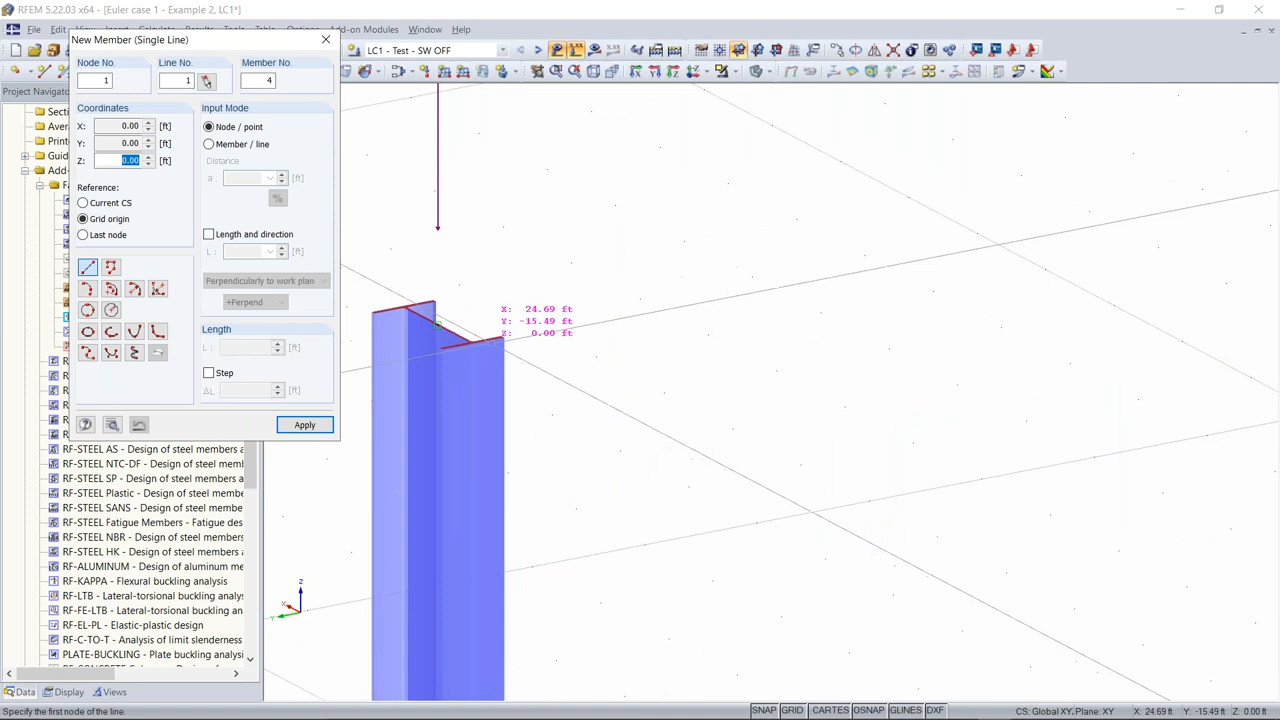 RFEM 5.22.03 x64 - [Euler case 1 - Example 2, LC1*]
File
Window
Help
New Member (Single Line)
LC1 - Test - SW OFF
Node No.
Line No.
Member No.
1
1
4
Project Navigato
Coordinates
Input Mode
X:
0.00
[ft]
Node / point
Y:
0.00
[ft]
Member / line
Z:
0.00
[ft]
Distance
a :
[ft]
%
Reference:
Current CS
Grid origin
Last node
Length and direction
L :
[ft]
Perpendicularly to work plan
+Perpend
Length
L :
[ft]
Step
ΔL :
[ft]
Apply
Secti
Avera
Printe
Guid
Add-
X: 24.69 ft
Y: -15.49 ft
Z: 0.00 ft
RF-STEEL AS - Design of steel members a
RF-STEEL NTC-DF - Design of steel meml
RF-STEEL SP - Design of steel members a
RF-STEEL Plastic - Design of steel membe
RF-STEEL SANS - Design of steel member
RF-STEEL Fatigue Members - Fatigue des
RF-STEEL NBR - Design of steel members
RF-STEEL HK - Design of steel members a
RF-ALUMINUM - Design of aluminum me
RF-KAPPA - Flexural buckling analysis
RF-LTB - Lateral-torsional buckling analys
RF-FE-LTB - Lateral-torsional buckling an
RF-EL-PL - Elastic-plastic design
RF-C-TO-T - Analysis of limit slenderness
PLATE-BUCKLING - Plate buckling analysi
Z
X
Y
Data
Display
Views
Specify the first node of the line.
SNAP
GRID
CARTES
OSNAP
GLINES
DXF
CS: Global XY, Plane: XY
X: 24.69 ft
Y: -15.49 ft
Z: 0.00 ft